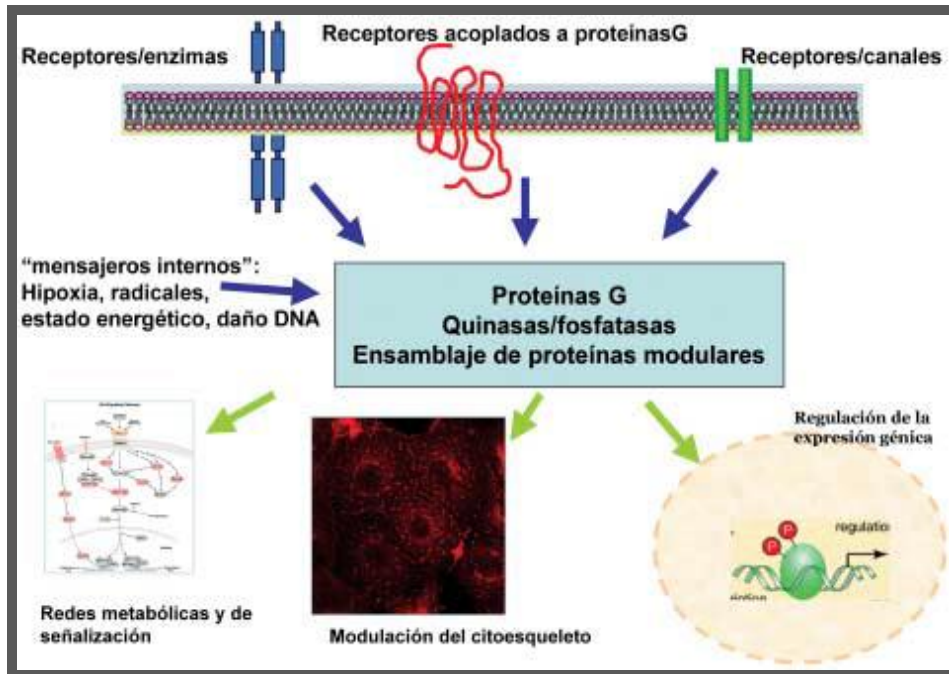 Receptores/enzimas
Receptores acoplados a proteínasG
Receptores/canales
“mensajeros internos”:
Hipoxia, radicales,
estado energético, daño DNA
Proteínas G
Quinasas/fosfatasas
Ensamblaje de proteínas modulares
Regulación de la
expresión génica
regulatio
P
P
Redes metabólicas y de
señalización
Modulación del citoesqueleto